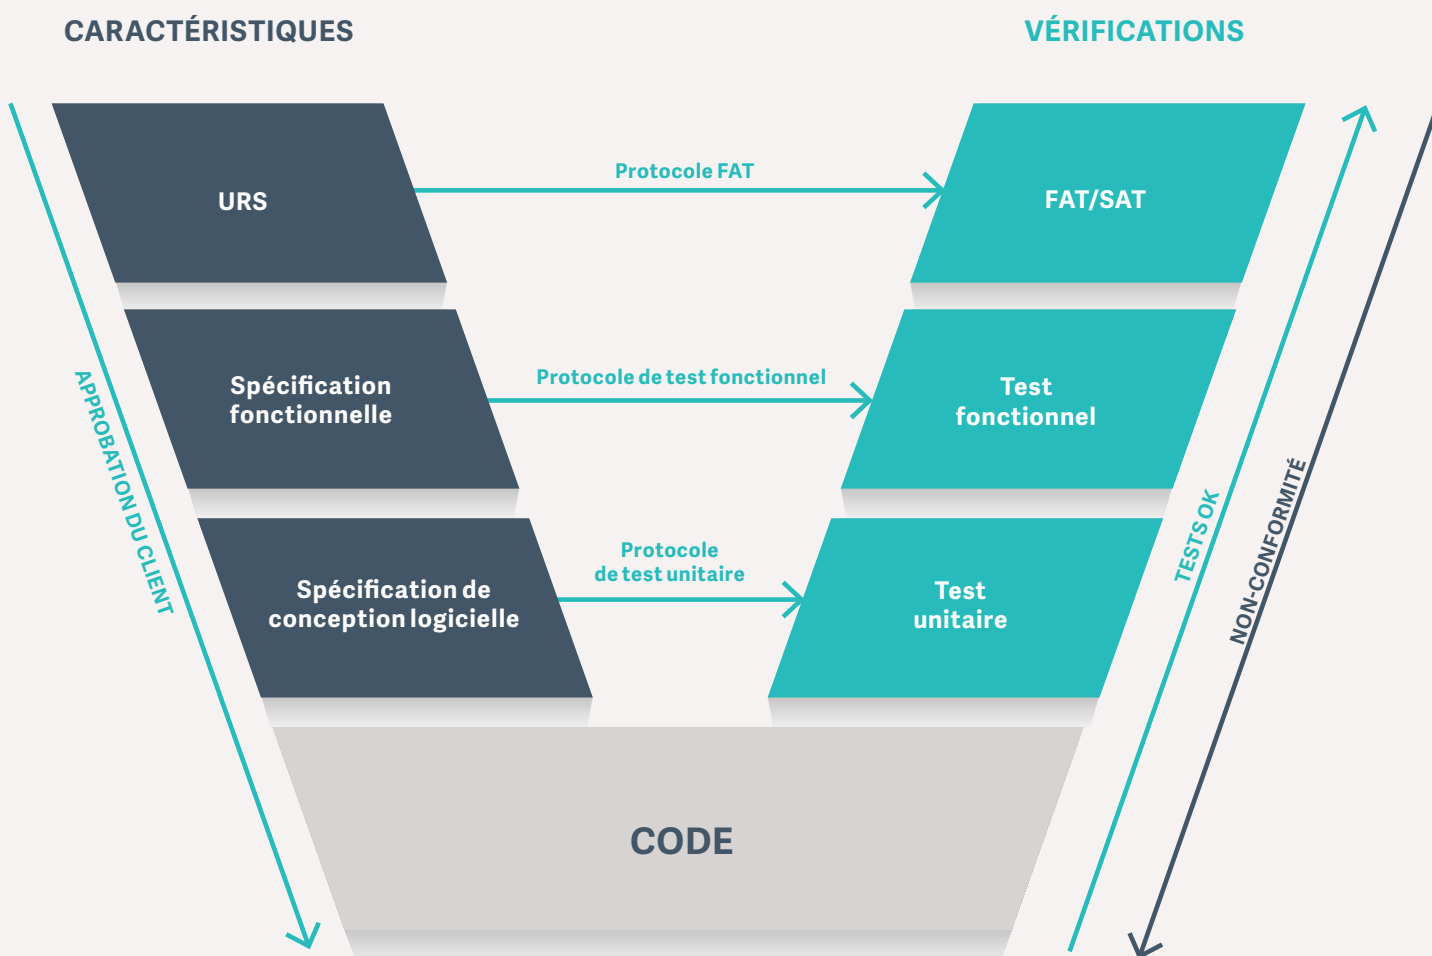 CARACTÉRISTIQUES
VÉRIFICATIONS
URS
Protocole FAT
FAT/SAT
Spécification
fonctionnelle
Protocole de test fonctionnel
Test
fonctionnel
Spécification de
conception logicielle
Protocole
de test unitaire
Test
unitaire
CODE
APPROBATION DU CLIENT
TESTS OK
NON-CONFORMITÉ